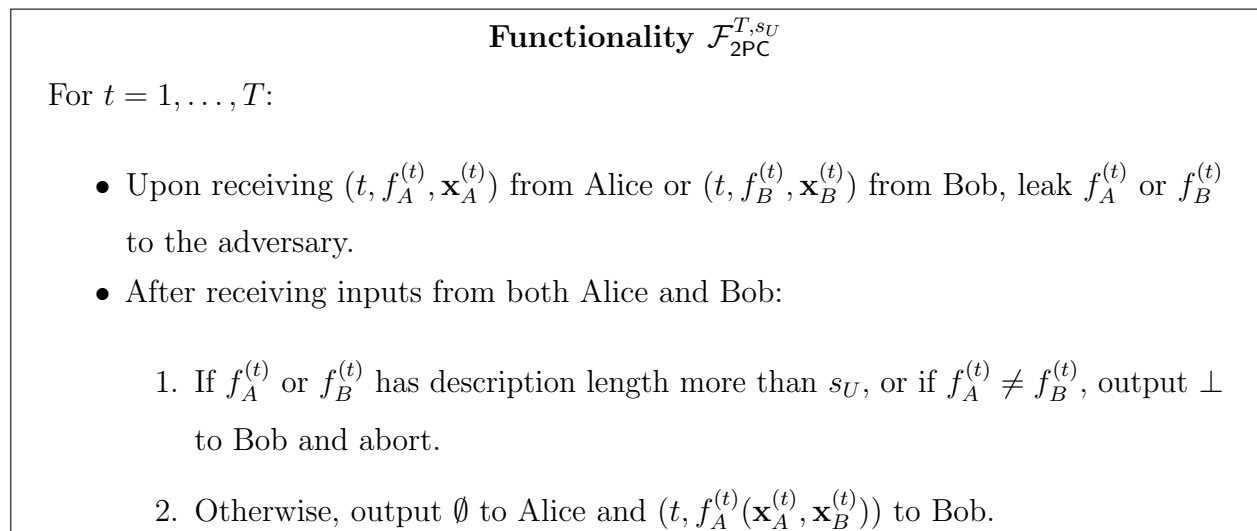 Functionality $\mathcal{F}_{\mathsf{2PC}}^{T,s_U}$
For $t = 1, \ldots, T$:
• Upon receiving $(t, f_A^{(t)}, \mathbf{x}_A^{(t)})$ from Alice or $(t, f_B^{(t)}, \mathbf{x}_B^{(t)})$ from Bob, leak $f_A^{(t)}$ or $f_B^{(t)}$
to the adversary.
• After receiving inputs from both Alice and Bob:
1. If $f_A^{(t)}$ or $f_B^{(t)}$ has description length more than $s_U$, or if $f_A^{(t)} \neq f_B^{(t)}$, output $\bot$
to Bob and abort.
2. Otherwise, output $\emptyset$ to Alice and $(t, f_A^{(t)}(\mathbf{x}_A^{(t)}, \mathbf{x}_B^{(t)}))$ to Bob.